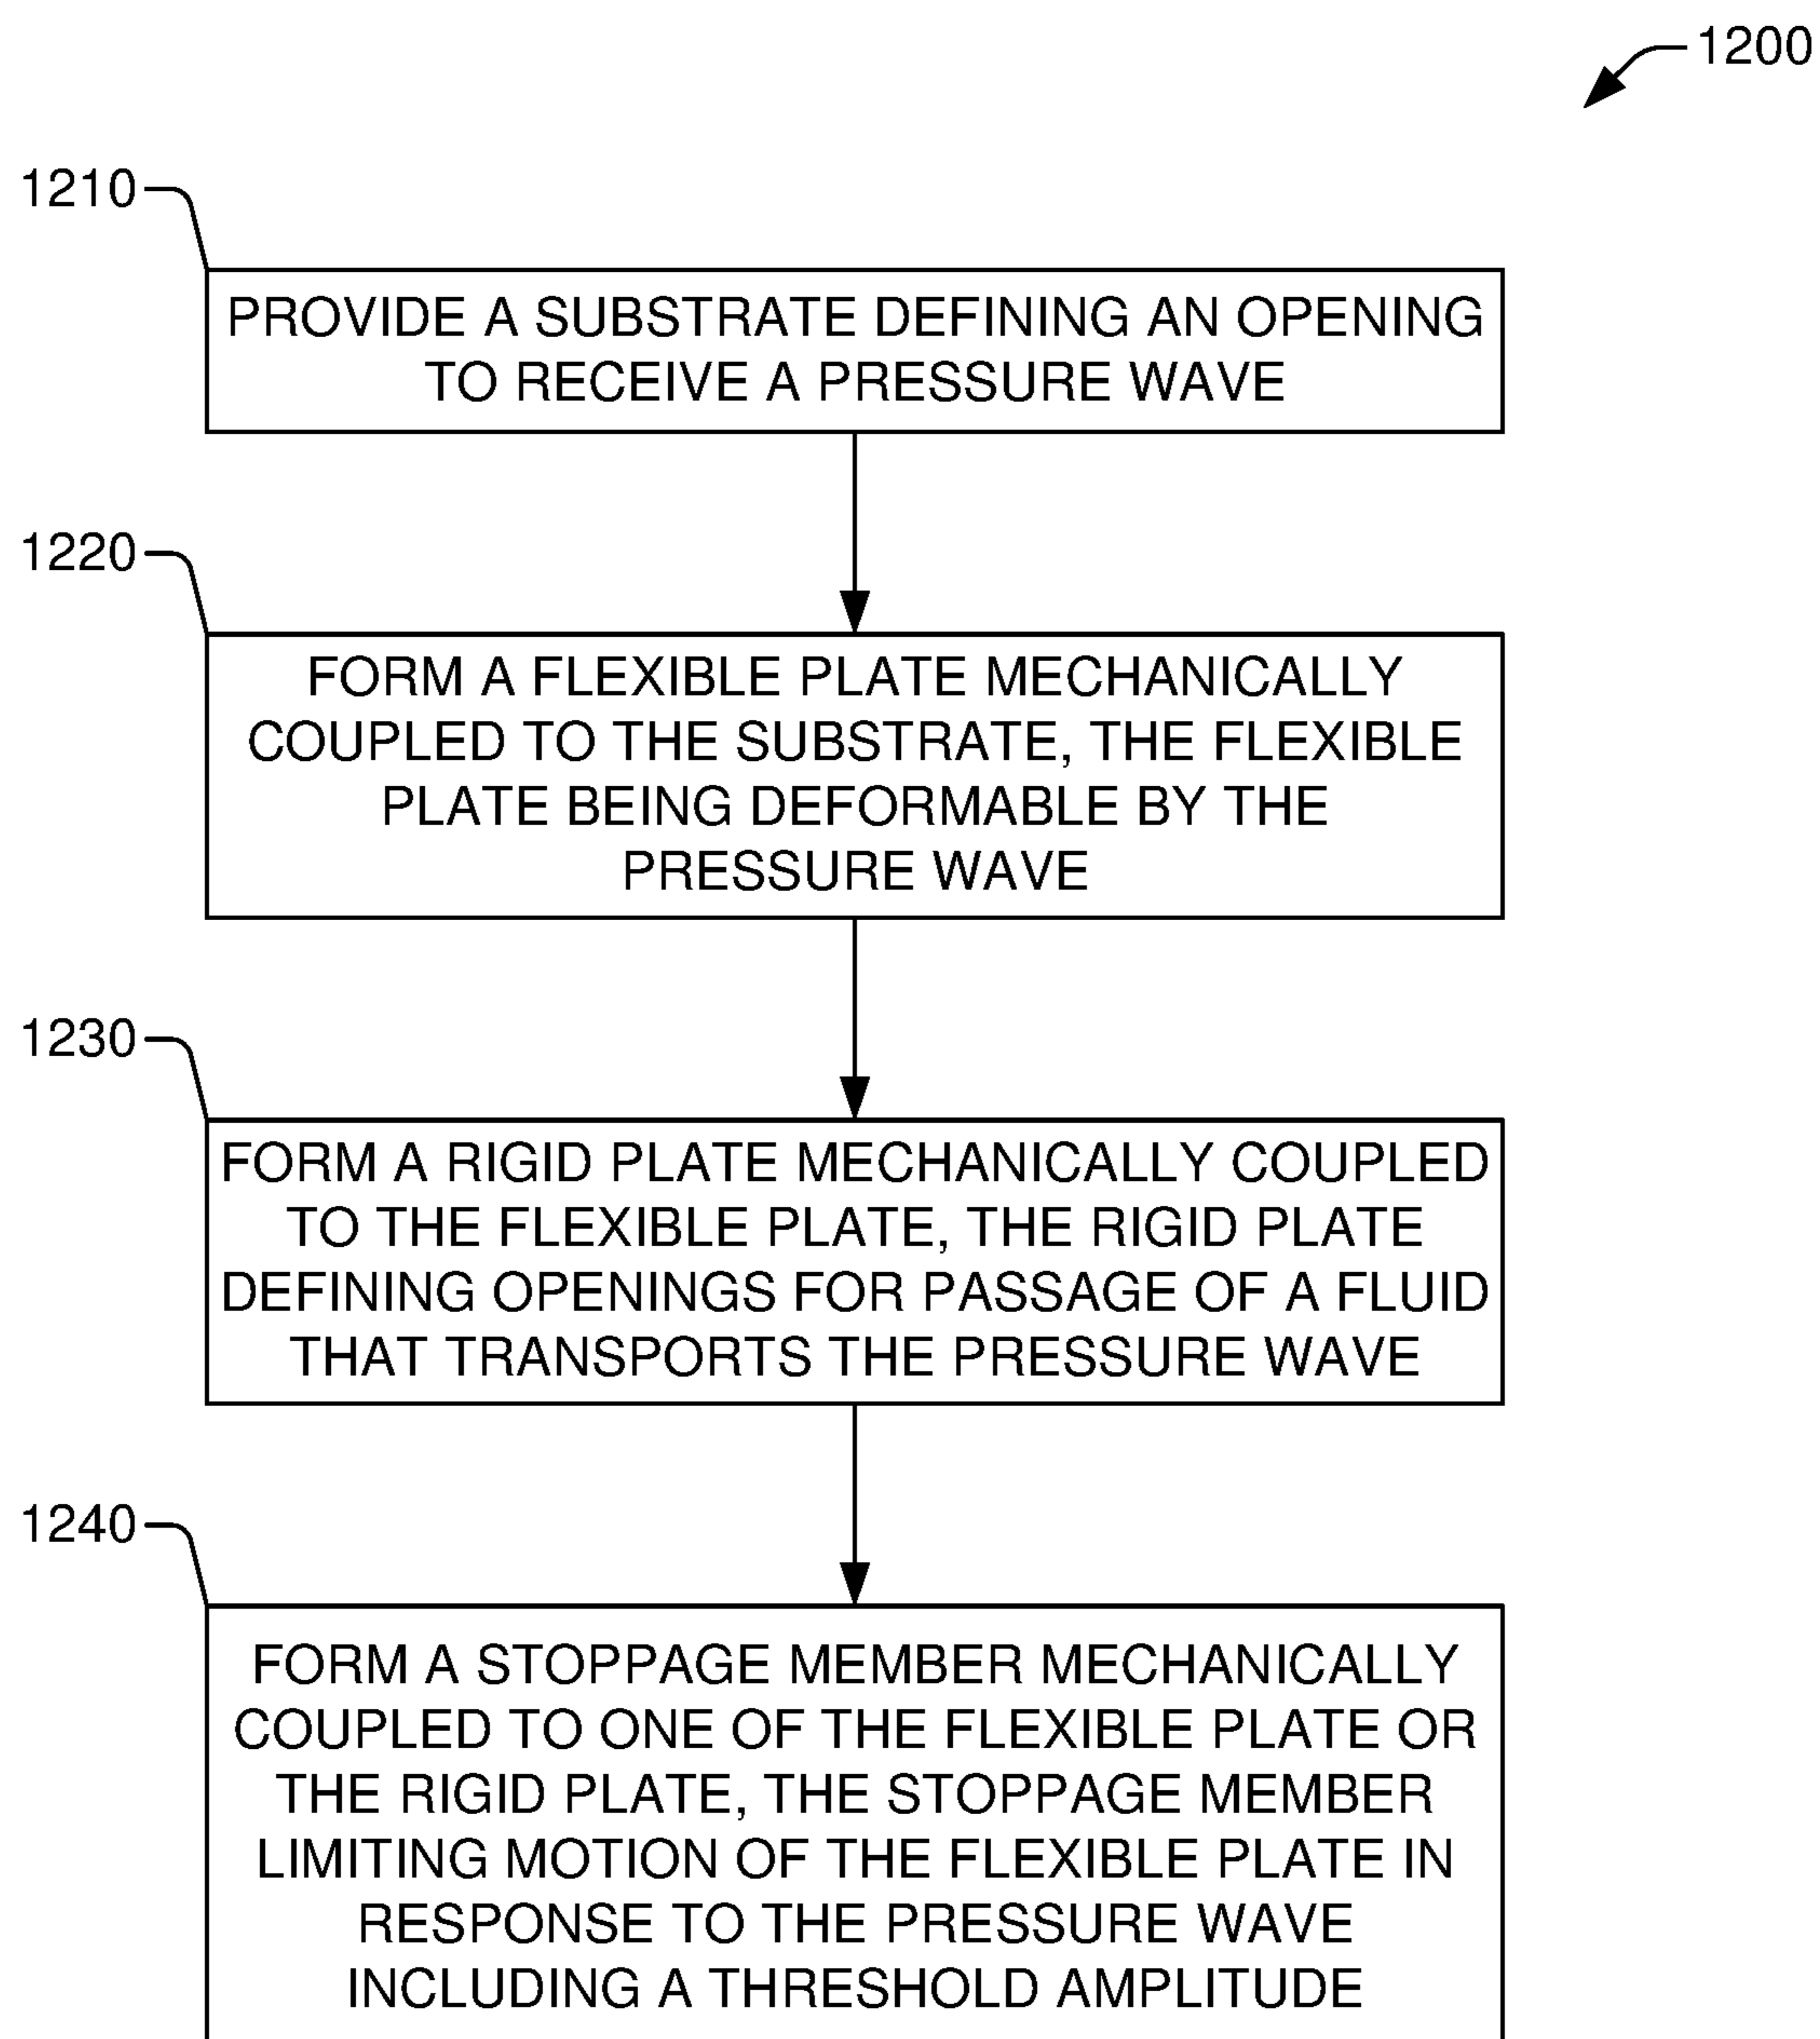 1200
1210
PROVIDE A SUBSTRATE DEFINING AN OPENING
TO RECEIVE A PRESSURE WAVE
1220
FORM A FLEXIBLE PLATE MECHANICALLY
COUPLED TO THE SUBSTRATE, THE FLEXIBLE
PLATE BEING DEFORMABLE BY THE
PRESSURE WAVE
1230
FORM A RIGID PLATE MECHANICALLY COUPLED
TO THE FLEXIBLE PLATE, THE RIGID PLATE
DEFINING OPENINGS FOR PASSAGE OF A FLUID
THAT TRANSPORTS THE PRESSURE WAVE
1240
FORM A STOPPAGE MEMBER MECHANICALLY
COUPLED TO ONE OF THE FLEXIBLE PLATE OR
THE RIGID PLATE, THE STOPPAGE MEMBER
LIMITING MOTION OF THE FLEXIBLE PLATE IN
RESPONSE TO THE PRESSURE WAVE
INCLUDING A THRESHOLD AMPLITUDE